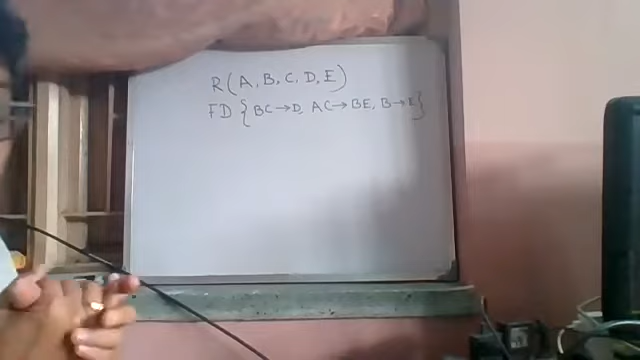 R(A, B, C, D, E)
FD {BC→D, AC→BE, B→E}